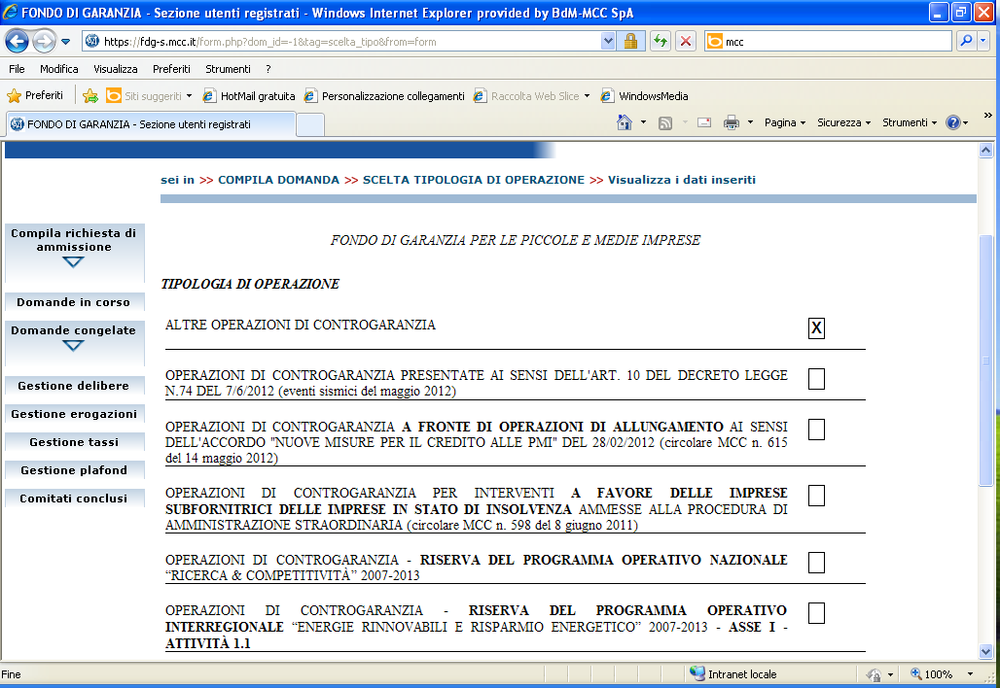 FONDO DI GARANZIA - Sezione utenti registrati - Windows Internet Explorer provided by BdM-MCC SpA
https://fdg-s.mcc.it/form.php?dom_id=-1&tag=scelta_tipo&from=form
mcc
File Modifica Visualizza Preferiti Strumenti ?
Preferiti Siti suggeriti HotMail gratuita Personalizzazione collegamenti Raccolta Web Slice WindowsMedia
FONDO DI GARANZIA - Sezione utenti registrati
Pagina Sicurezza Strumenti »
sei in >> COMPILA DOMANDA >> SCELTA TIPOLOGIA DI OPERAZIONE >> Visualizza i dati inseriti
Compila richiesta di
ammissione
Domande in corso
Domande congelate
Gestione delibere
Gestione erogazioni
Gestione tassi
Gestione plafond
Comitati conclusi
FONDO DI GARANZIA PER LE PICCOLE E MEDIE IMPRESE
TIPOLOGIA DI OPERAZIONE
ALTRE OPERAZIONI DI CONTROGARANZIA X
OPERAZIONI DI CONTROGARANZIA PRESENTATE AI SENSI DELL'ART. 10 DEL DECRETO LEGGE
N.74 DEL 7/6/2012 (eventi sismici del maggio 2012)
OPERAZIONI DI CONTROGARANZIA A FRONTE DI OPERAZIONI DI ALLUNGAMENTO AI SENSI
DELL'ACCORDO "NUOVE MISURE PER IL CREDITO ALLE PMI" DEL 28/02/2012 (circolare MCC n. 615
del 14 maggio 2012)
OPERAZIONI DI CONTROGARANZIA PER INTERVENTI A FAVORE DELLE IMPRESE
SUBFORNITRICI DELLE IMPRESE IN STATO DI INSOLVENZA AMMESSE ALLA PROCEDURA DI
AMMINISTRAZIONE STRAORDINARIA (circolare MCC n. 598 del 8 giugno 2011)
OPERAZIONI DI CONTROGARANZIA - RISERVA DEL PROGRAMMA OPERATIVO NAZIONALE
“RICERCA & COMPETITIVITÀ” 2007-2013
OPERAZIONI DI CONTROGARANZIA - RISERVA DEL PROGRAMMA OPERATIVO
INTERREGIONALE “ENERGIE RINNOVABILI E RISPARMIO ENERGETICO” 2007-2013 - ASSE I -
ATTIVITÀ 1.1
Fine Intranet locale 100%